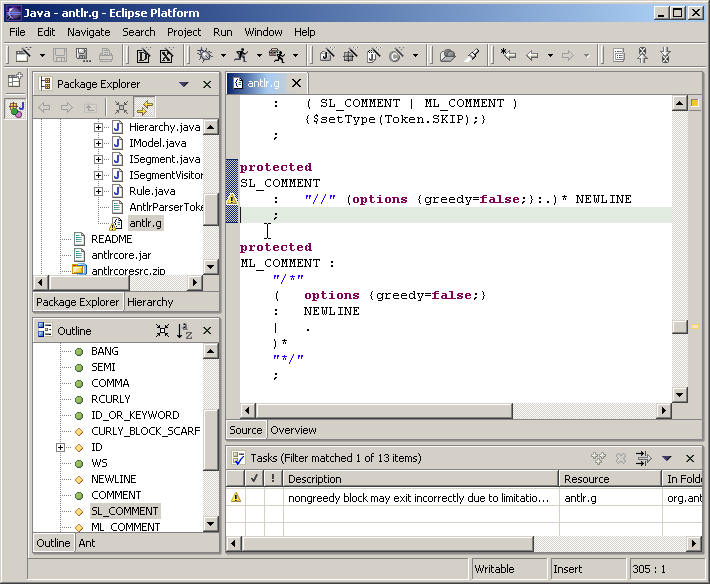 Java - antlr.g - Eclipse Platform
File Edit Navigate Search Project Run Window Help
Package Explorer
Hierarchy.java
IModel.java
ISegment.java
ISegmentVisitor
Rule.java
AntlrParserToke
antlr.g
README
antlrcore.jar
antlrcoresrc.zip
Package Explorer Hierarchy
Outline
BANG
SEMI
COMMA
RCURLY
ID_OR_KEYWORD
CURLY_BLOCK_SCARF
ID
WS
NEWLINE
COMMENT
SL_COMMENT
ML_COMMENT
Outline Ant
antlr.g
: ( SL_COMMENT | ML_COMMENT )
{$setType(Token.SKIP);}
;
protected
SL_COMMENT
: "//" (options {greedy=false;}:.)* NEWLINE
;
protected
ML_COMMENT :
"/*"
( options {greedy=false;}
: NEWLINE
| .
)*
"*/"
;
Source Overview
Tasks (Filter matched 1 of 13 items)
✓ ! Description Resource In Folde
nongreedy block may exit incorrectly due to limitatio... antlr.g org.ant
Writable Insert 305 : 1